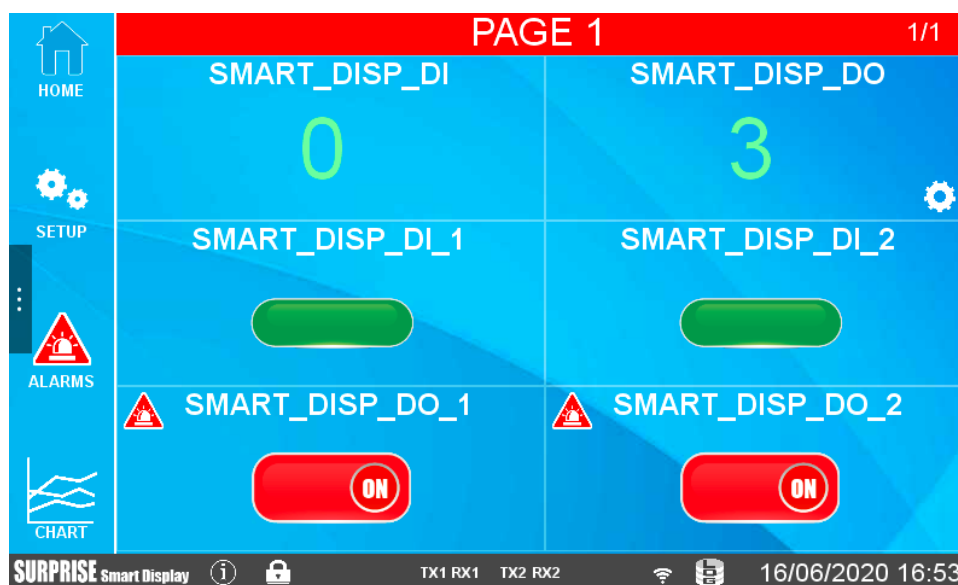 PAGE 1 1/1
HOME
SMART_DISP_DI SMART_DISP_DO
0 3
SETUP
SMART_DISP_DI_1 SMART_DISP_DI_2
ALARMS
SMART_DISP_DO_1 SMART_DISP_DO_2
ON ON
CHART
SURPRISE Smart Display i TX1 RX1 TX2 RX2 16/06/2020 16:53